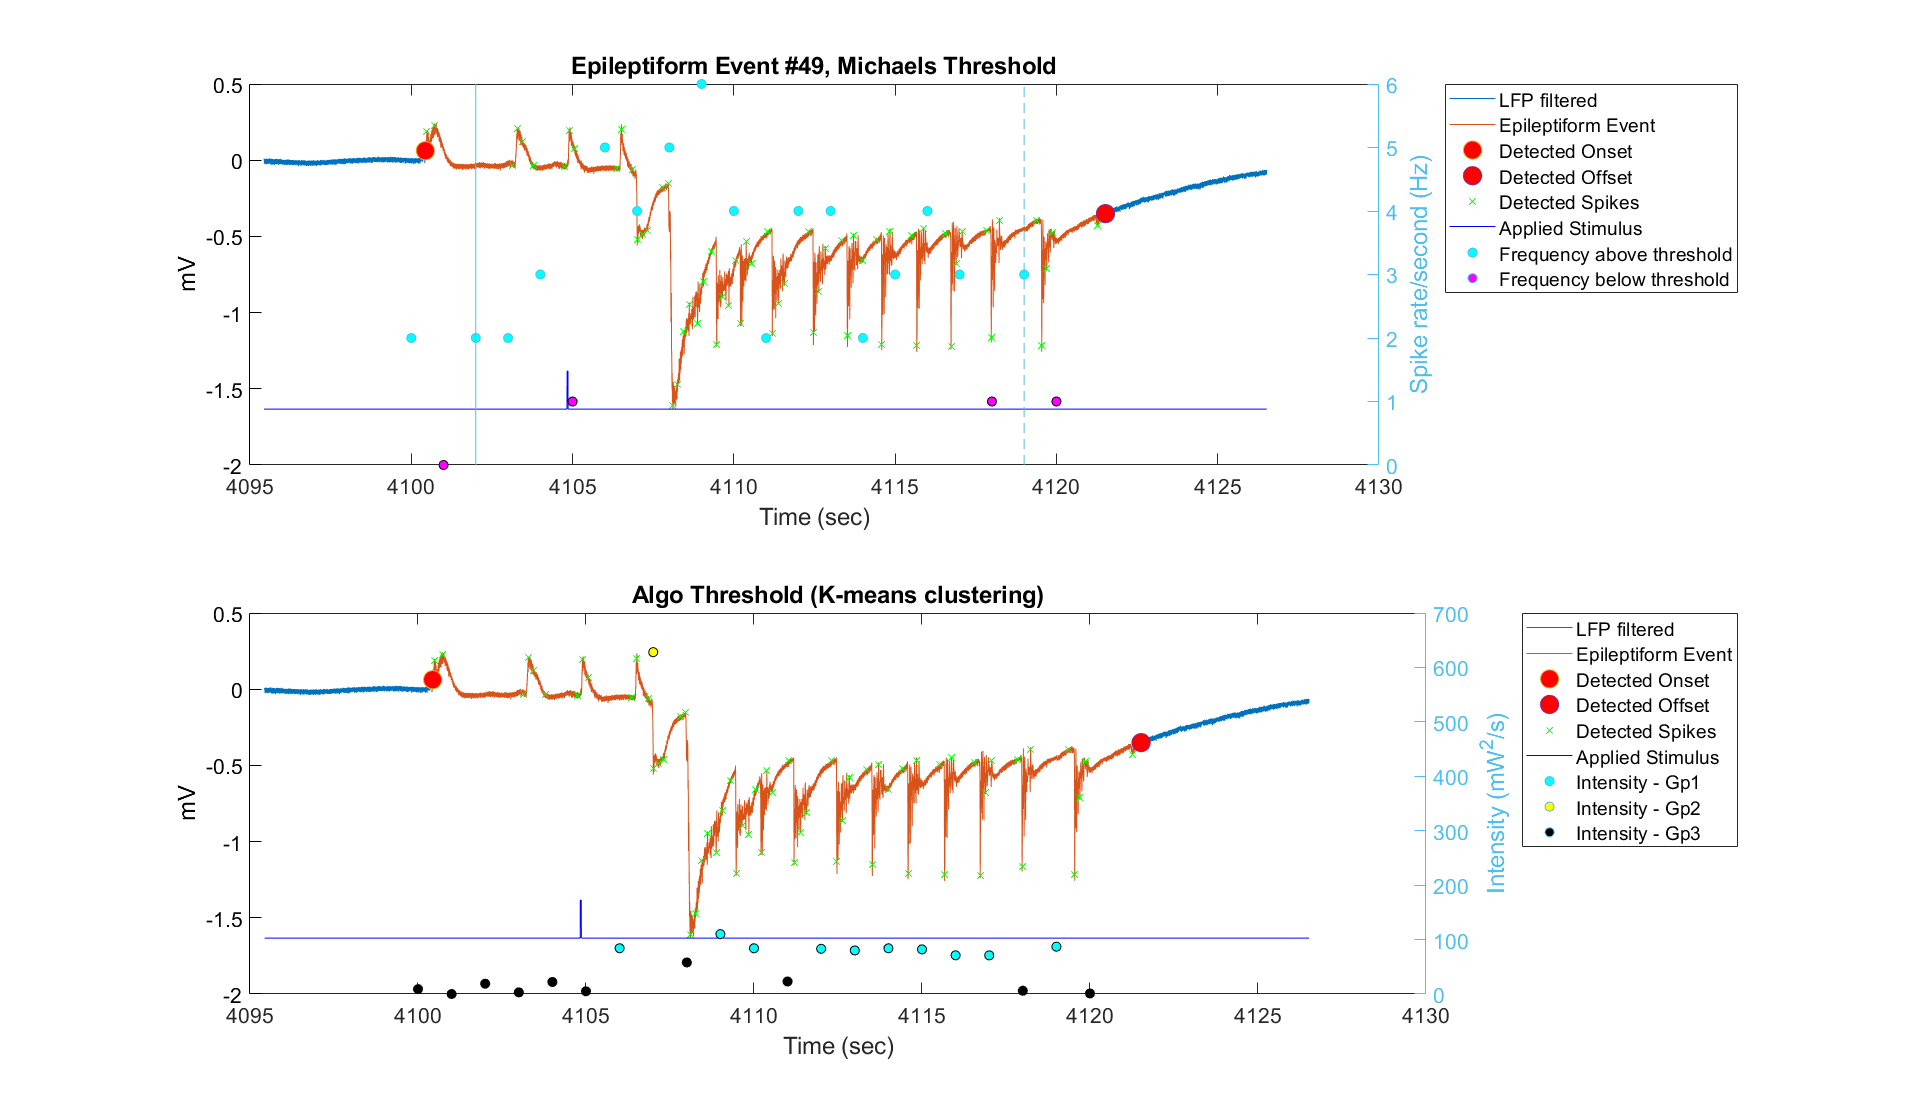 Epileptiform Event #49, Michaels Threshold
0.5
0
-0.5
-1
-1.5
-2
mV
4095
4100
4105
4110
4115
4120
4125
4130
Time (sec)
6
5
4
3
2
1
0
Spike rate/second (Hz)
LFP filtered
Epileptiform Event
Detected Onset
Detected Offset
Detected Spikes
Applied Stimulus
Frequency above threshold
Frequency below threshold
Algo Threshold (K-means clustering)
0.5
0
-0.5
-1
-1.5
-2
mV
4095
4100
4105
4110
4115
4120
4125
4130
Time (sec)
700
600
500
400
300
200
100
0
Intensity (mW²/s)
LFP filtered
Epileptiform Event
Detected Onset
Detected Offset
Detected Spikes
Applied Stimulus
Intensity - Gp1
Intensity - Gp2
Intensity - Gp3